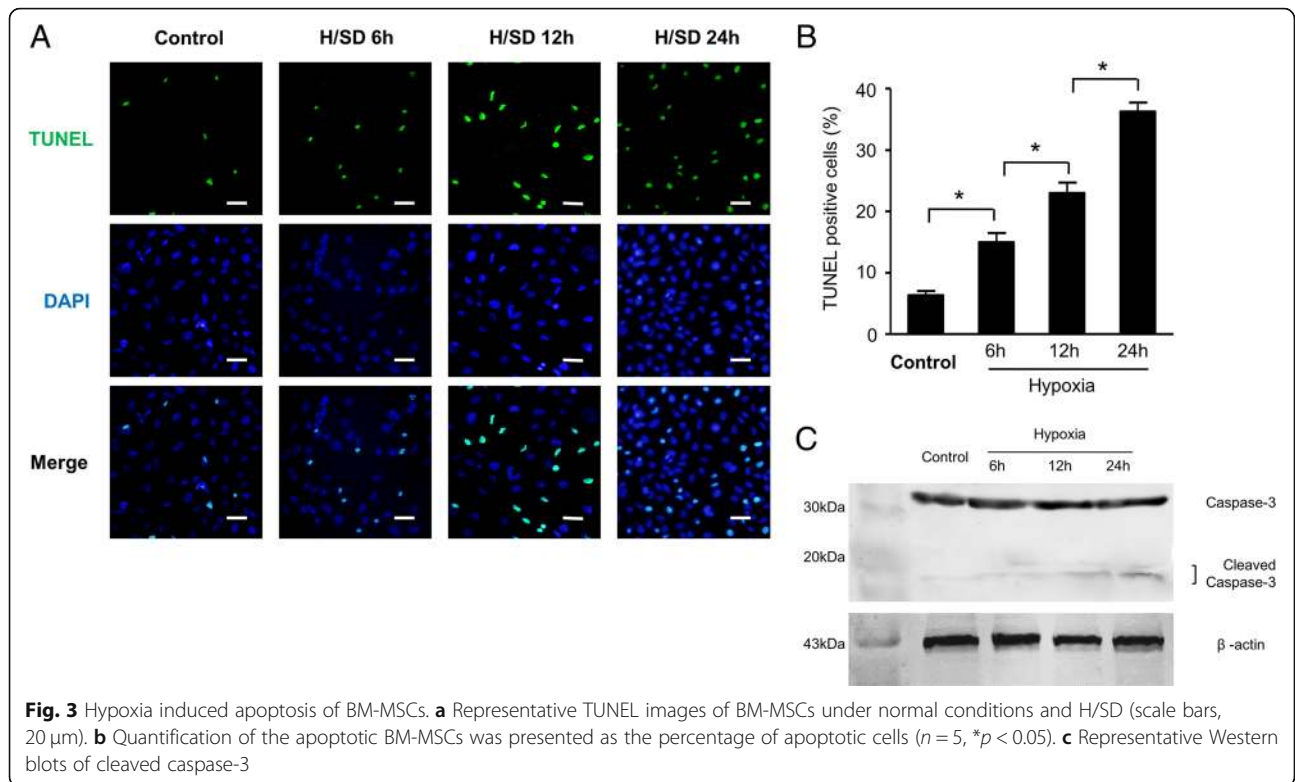 A
Control H/SD 6h H/SD 12h H/SD 24h
TUNEL
DAPI
Merge
B
TUNEL positive cells (%)
40
30
20
10
0
* * *
Control 6h 12h 24h
Hypoxia
C
Hypoxia
Control 6h 12h 24h
30kDa Caspase-3
20kDa Cleaved
Caspase-3
43kDa β -actin
Fig. 3 Hypoxia induced apoptosis of BM-MSCs. a Representative TUNEL images of BM-MSCs under normal conditions and H/SD (scale bars,
20 μm). b Quantification of the apoptotic BM-MSCs was presented as the percentage of apoptotic cells (n = 5, *p < 0.05). c Representative Western
blots of cleaved caspase-3